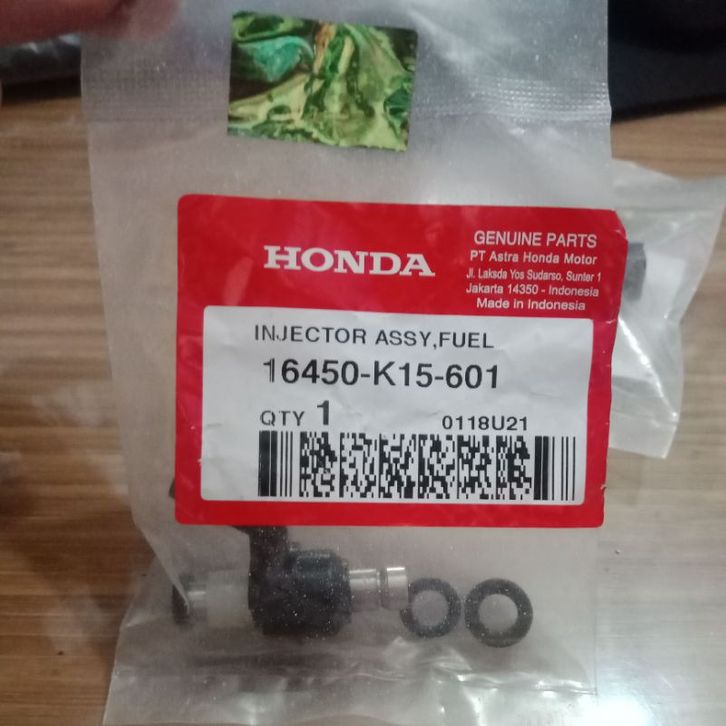 HONDA
GENUINE PARTS
PT Astra Honda Motor
Jl. Laksda Yos Sudarso, Sunter 1
Jakarta 14350 - Indonesia
Made in Indonesia
INJECTOR ASSY,FUEL
16450-K15-601
QTY 1
0118U21